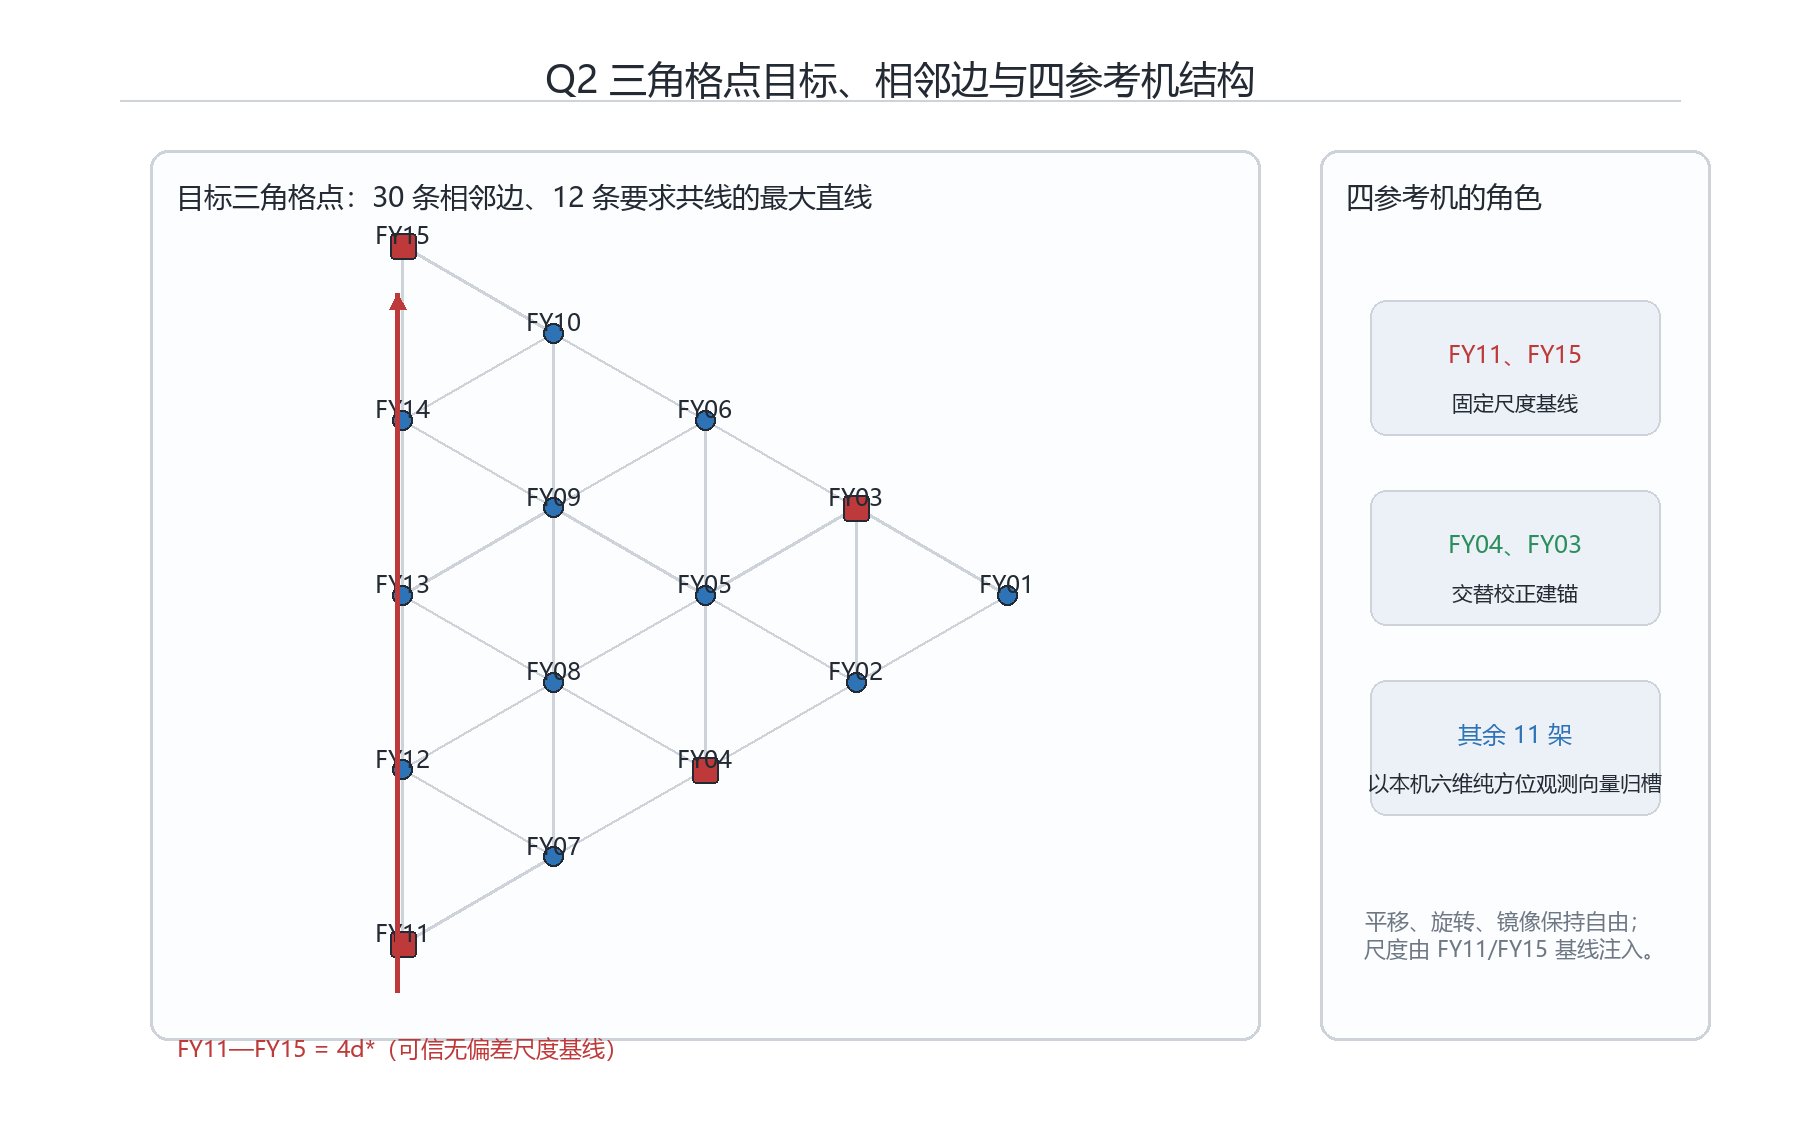 Q2 三角格点目标、相邻边与四参考机结构
目标三角格点：30 条相邻边、12 条要求共线的最大直线
FY15
FY10
FY14
FY06
FY09
FY03
FY13
FY05
FY01
FY08
FY02
FY12
FY04
FY07
FY11
FY11—FY15 = 4d*（可信无偏差尺度基线）
四参考机的角色
FY11、FY15
固定尺度基线
FY04、FY03
交替校正建锚
其余 11 架
以本机六维纯方位观测向量归槽
平移、旋转、镜像保持自由；
尺度由 FY11/FY15 基线注入。